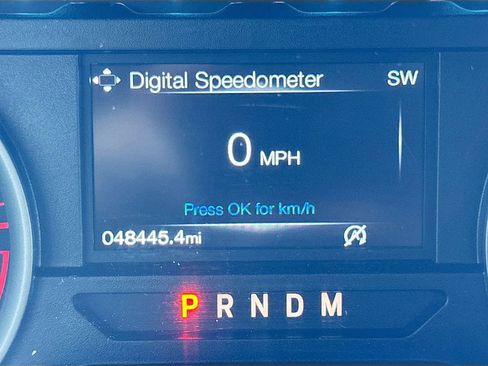 Digital Speedometer SW
0 MPH
Press OK for km/h
048445.4mi
P R N D M